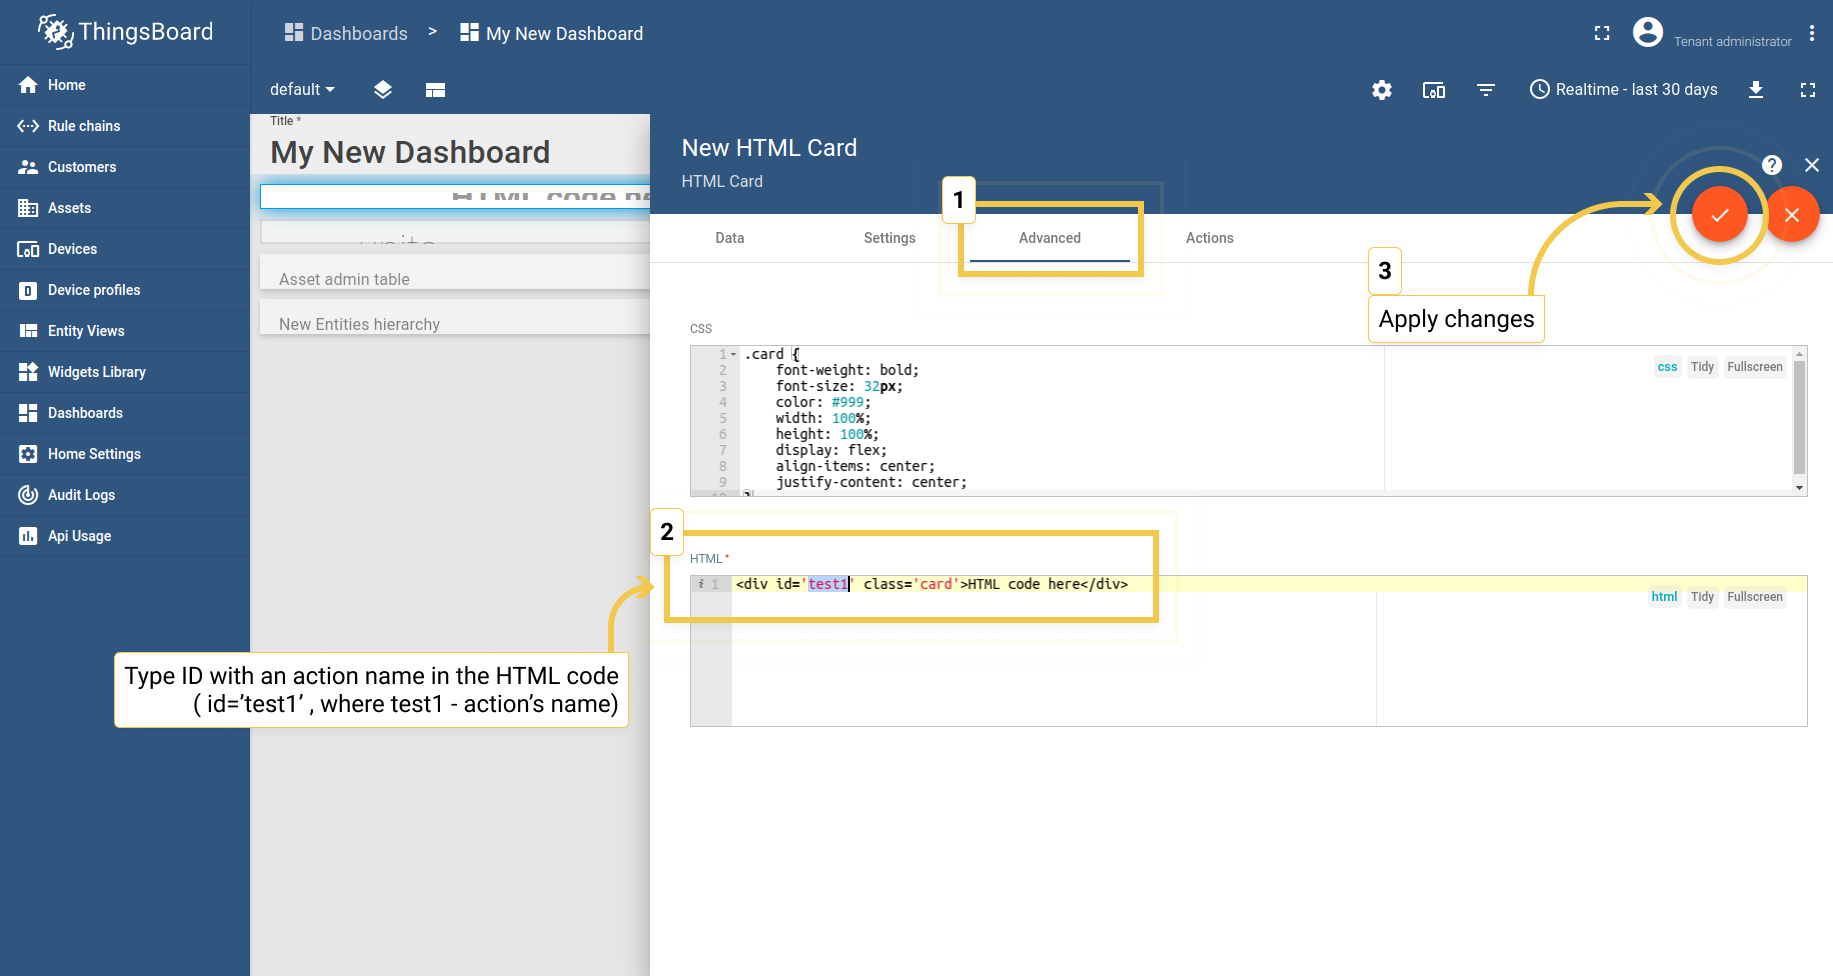 ThingsBoard
Dashboards > My New Dashboard
Tenant administrator
default
Realtime - last 30 days
Home
Rule chains
Customers
Assets
Devices
Device profiles
Entity Views
Widgets Library
Dashboards
Home Settings
Audit Logs
Api Usage
Title *
My New Dashboard
HTML code
Asset admin table
New Entities hierarchy
New HTML Card
HTML Card
1
Data
Settings
Advanced
Actions
3
Apply changes
CSS
css Tidy Fullscreen
1 .card {
2 font-weight: bold;
3 font-size: 32px;
4 color: #999;
5 width: 100%;
6 height: 100%;
7 display: flex;
8 align-items: center;
9 justify-content: center;
10 }
2
HTML *
1 <div id='test1' class='card'>HTML code here</div>
html Tidy Fullscreen
Type ID with an action name in the HTML code
( id=’test1’ , where test1 - action’s name)